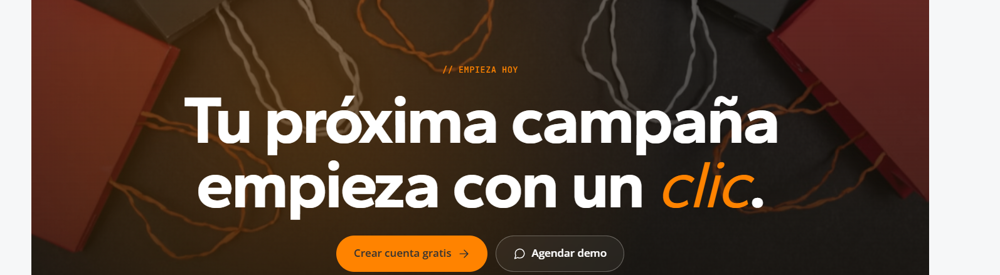 // EMPIEZA HOY
Tu próxima campaña
empieza con un clic.
Crear cuenta gratis →
Agendar demo